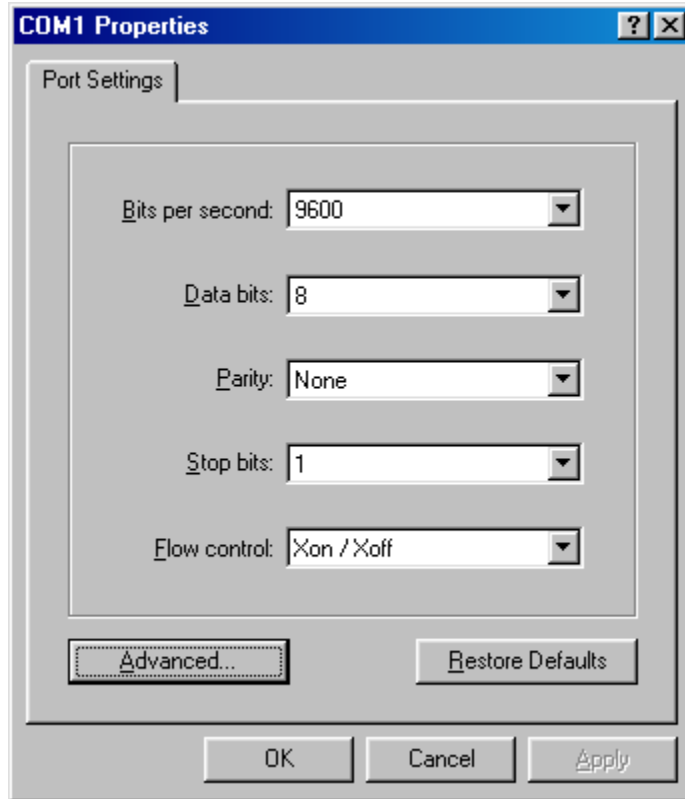 COM1 Properties
Port Settings
Bits per second: 9600
Data bits: 8
Parity: None
Stop bits: 1
Flow control: Xon / Xoff
Advanced... Restore Defaults
OK Cancel Apply